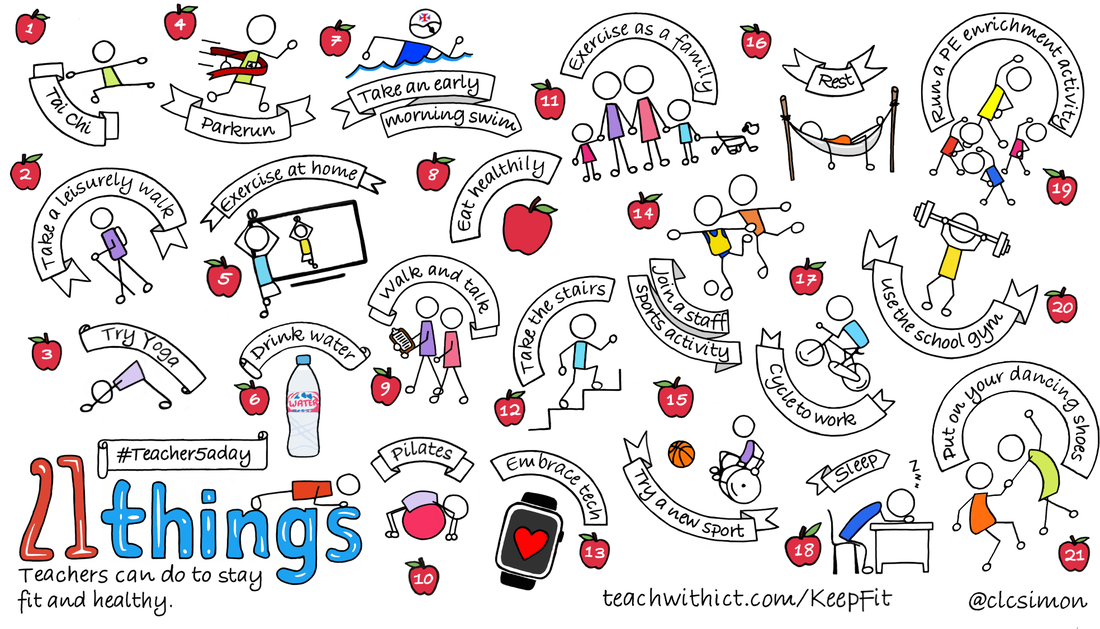 1
Tai Chi
2
Take a leisurely walk
3
Try Yoga
4
Parkrun
5
Exercise at home
6
Drink water
WATER
7
Take an early
morning swim
8
Eat healthily
9
Walk and talk
10
Pilates
11
Exercise as a family
12
Take the stairs
13
Embrace tech
14
Join a staff
sports activity
15
Try a new sport
16
Rest
17
Cycle to work
18
Sleep
zzZ
19
Run a PE enrichment activity
20
Use the school gym
21
Put on your dancing shoes
#Teacher5aday
21 things
Teachers can do to stay
fit and healthy.
teachwithict.com/KeepFit
@clcsimon